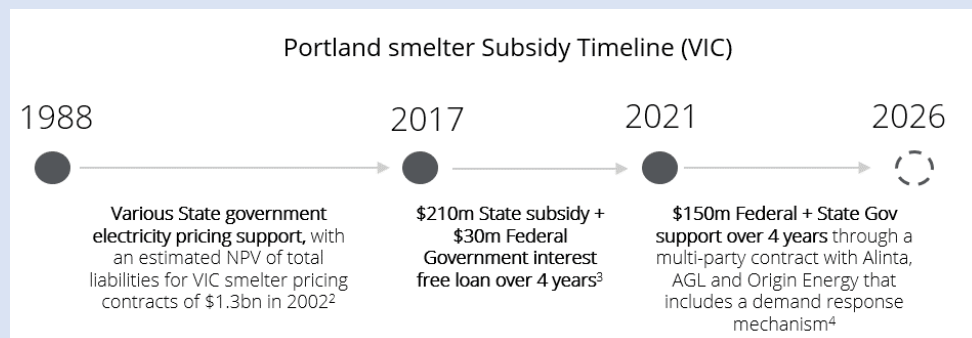 Portland smelter Subsidy Timeline (VIC)
1988
2017
2021
2026
Various State government
electricity pricing support, with
an estimated NPV of total
liabilities for VIC smelter pricing
contracts of $1.3bn in 2002²
$210m State subsidy +
$30m Federal
Government interest
free loan over 4 years³
$150m Federal + State Gov
support over 4 years through a
multi-party contract with Alinta,
AGL and Origin Energy that
includes a demand response
mechanism⁴